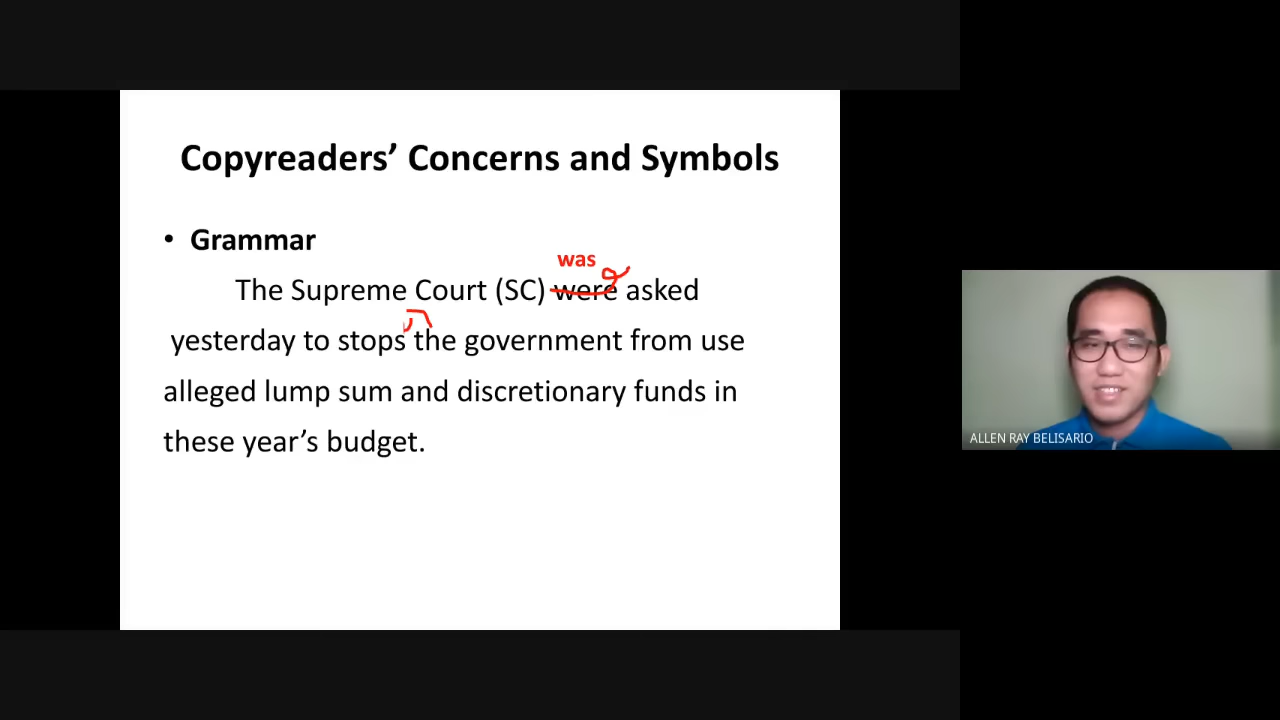 Copyreaders’ Concerns and Symbols
• Grammar
was
The Supreme Court (SC) were asked
yesterday to stops the government from use
alleged lump sum and discretionary funds in
these year’s budget.
ALLEN RAY BELISARIO